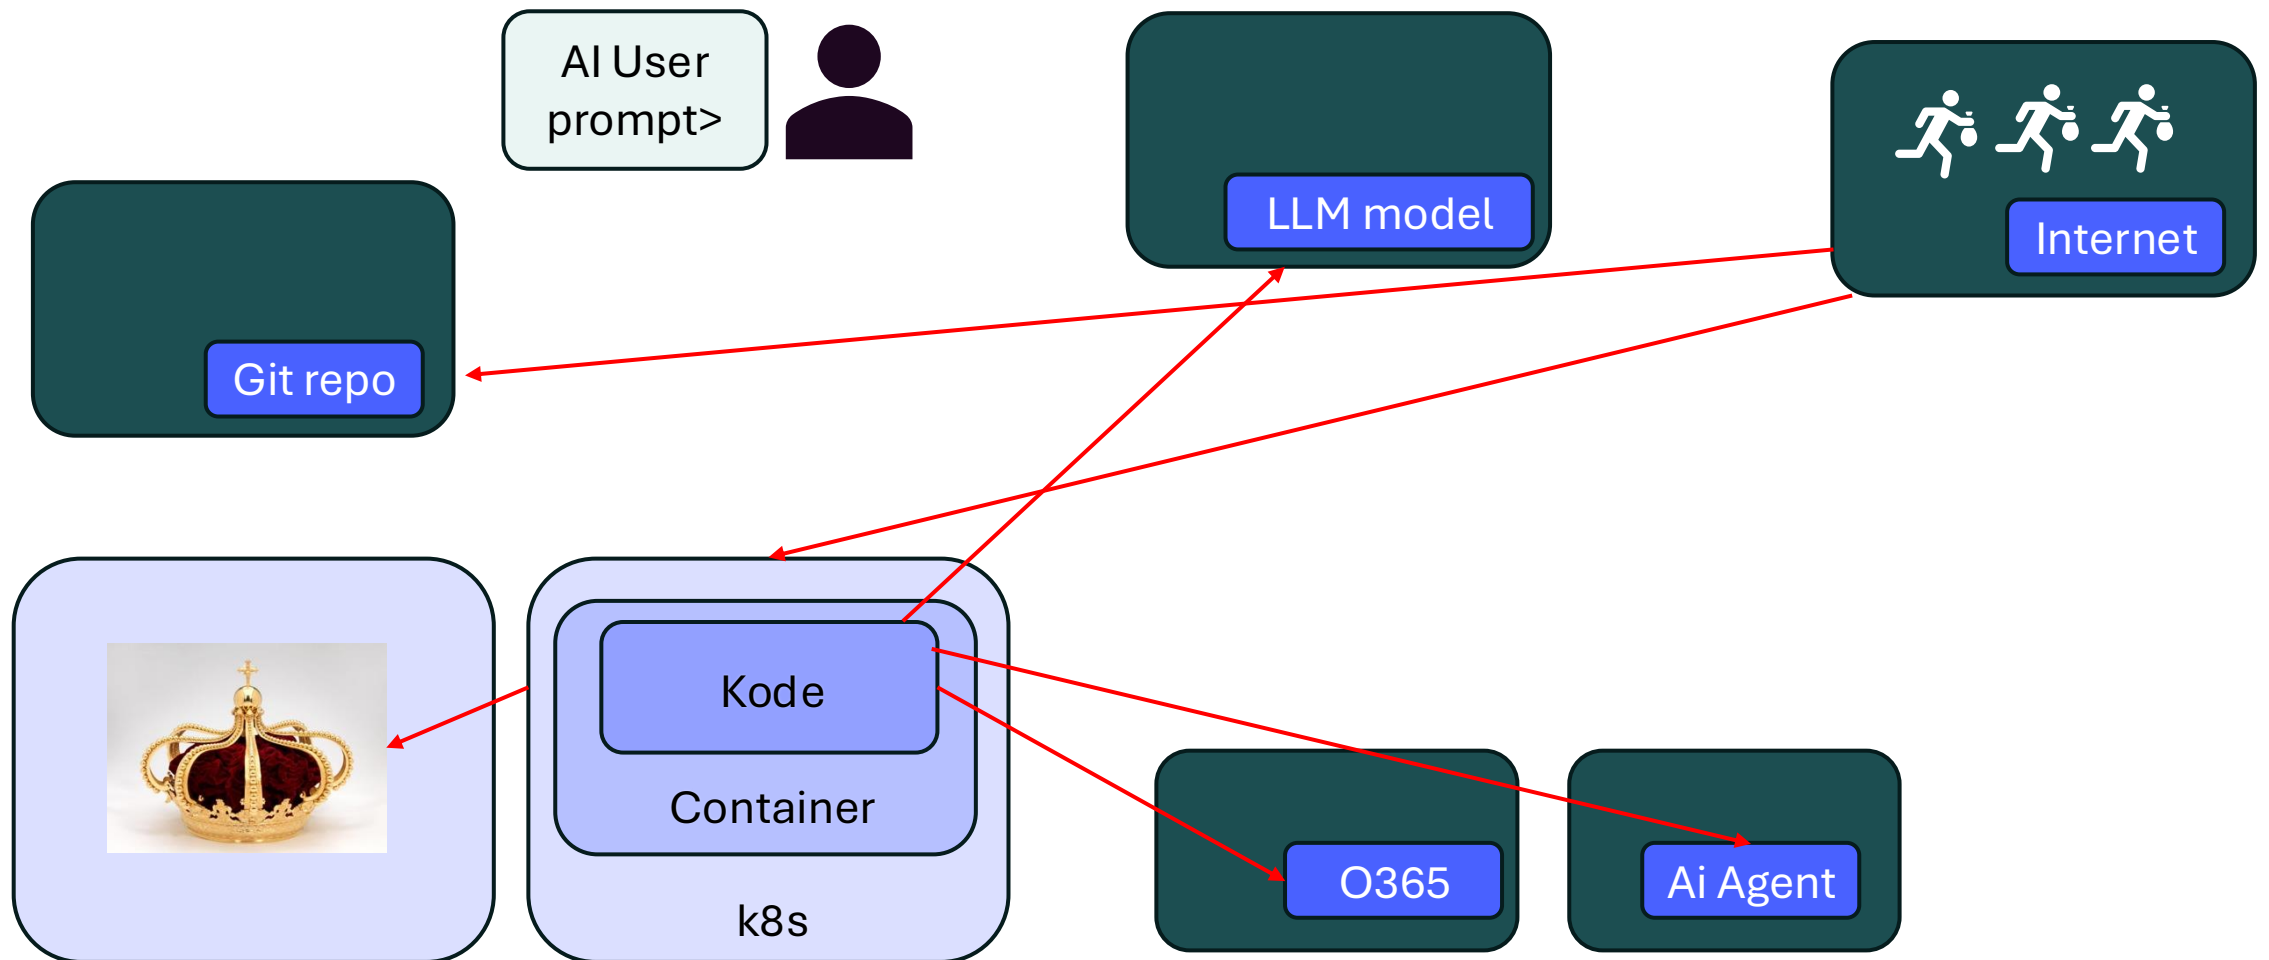 AI User
prompt>
LLM model
Internet
Git repo
Kode
Container
k8s
O365
Ai Agent